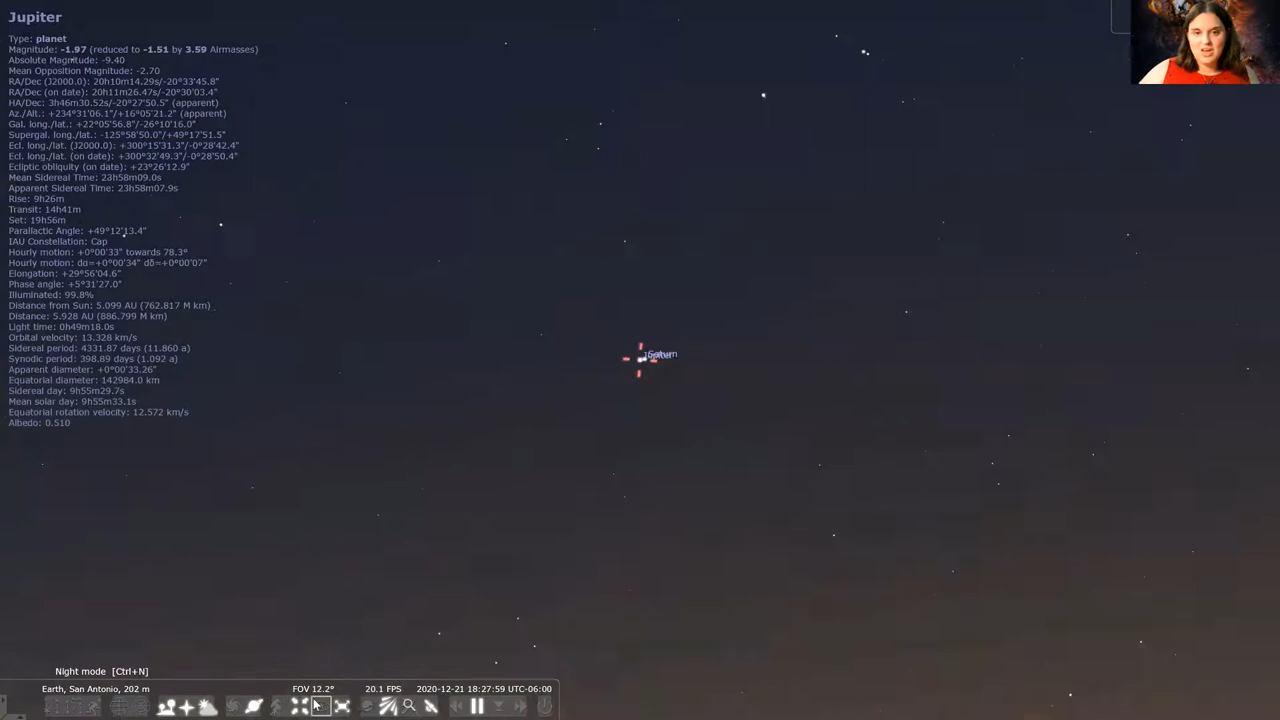 Jupiter
Type: planet
Magnitude: -1.97 (reduced to -1.51 by 3.59 Airmasses)
Absolute Magnitude: -9.40
Mean Opposition Magnitude: -2.70
RA/Dec (J2000.0): 20h10m14.29s/-20°33'45.8"
RA/Dec (on date): 20h11m26.47s/-20°30'03.4"
HA/Dec: 3h46m30.52s/-20°27'50.5" (apparent)
Az./Alt.: +234°31'06.1"/+16°05'21.2" (apparent)
Gal. long./lat.: +22°05'56.8"/-26°10'16.0"
Supergal. long./lat.: -125°58'50.0"/+49°17'51.5"
Ecl. long./lat. (J2000.0): +300°15'31.3"/-0°28'42.4"
Ecl. long./lat. (on date): +300°32'49.3"/-0°28'50.4"
Ecliptic obliquity (on date): +23°26'12.9"
Mean Sidereal Time: 23h58m09.0s
Apparent Sidereal Time: 23h58m07.9s
Rise: 9h26m
Transit: 14h41m
Set: 19h56m
Parallactic Angle: +49°12'13.4"
IAU Constellation: Cap
Hourly motion: +0°00'33" towards 78.3°
Hourly motion: dα=+0°00'34" dδ=+0°00'07"
Elongation: +29°56'04.6"
Phase angle: +5°31'27.0"
Illuminated: 99.8%
Distance from Sun: 5.099 AU (762.817 M km)
Distance: 5.928 AU (886.799 M km)
Light time: 0h49m18.0s
Orbital velocity: 13.328 km/s
Sidereal period: 4331.87 days (11.860 a)
Synodic period: 398.89 days (1.092 a)
Apparent diameter: +0°00'33.26"
Equatorial diameter: 142984.0 km
Sidereal day: 9h55m29.7s
Mean solar day: 9h55m33.1s
Equatorial rotation velocity: 12.572 km/s
Albedo: 0.510
Saturn
Jupiter
Night mode [Ctrl+N]
Earth, San Antonio, 202 m FOV 12.2° 20.1 FPS 2020-12-21 18:27:59 UTC-06:00